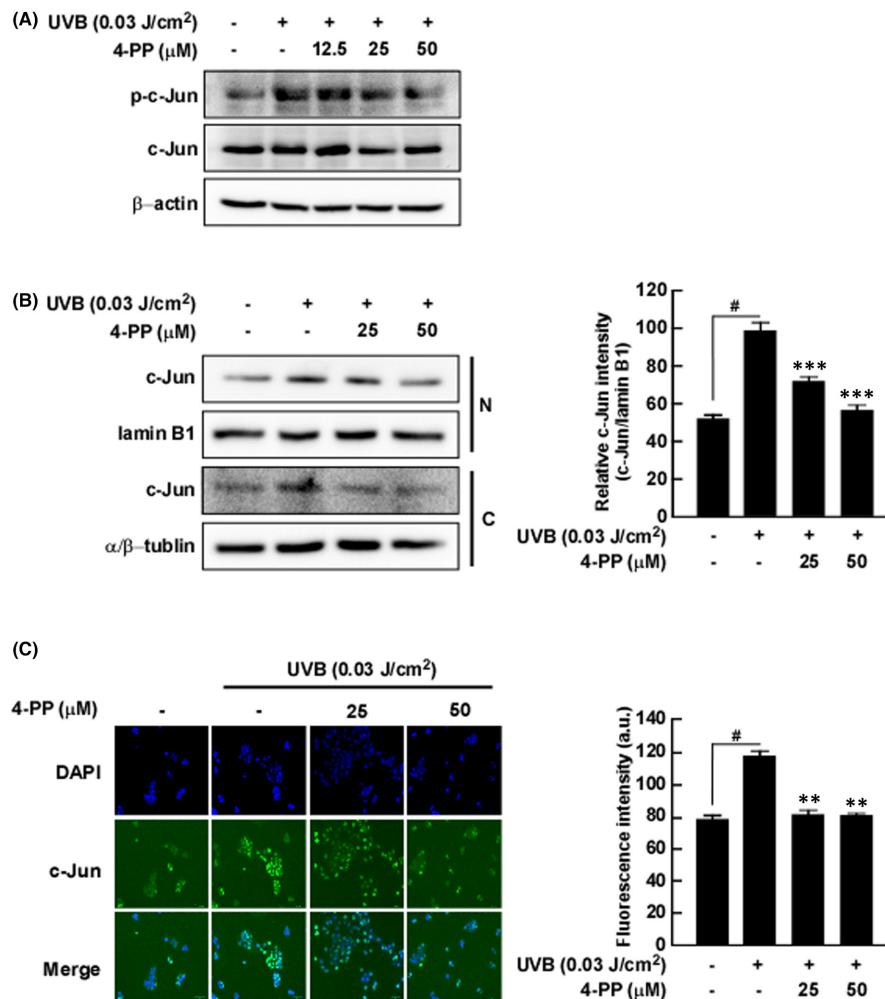 (A)
UVB (0.03 J/cm²) - + + + +
4-PP (μM) - - 12.5 25 50
p-c-Jun
c-Jun
β-actin
(B)
UVB (0.03 J/cm²) - + + +
4-PP (μM) - - 25 50
c-Jun
lamin B1
N
c-Jun
α/β-tublin
C
Relative c-Jun intensity
(c-Jun/lamin B1)
120
100
80
60
40
20
0
#
***
***
UVB (0.03 J/cm²) - + + +
4-PP (μM) - - 25 50
(C)
UVB (0.03 J/cm²)
4-PP (μM) - - 25 50
DAPI
c-Jun
Merge
Fluorescence intensity (a.u.)
140
120
100
80
60
40
20
0
#
**
**
UVB (0.03 J/cm²) - + + +
4-PP (μM) - - 25 50